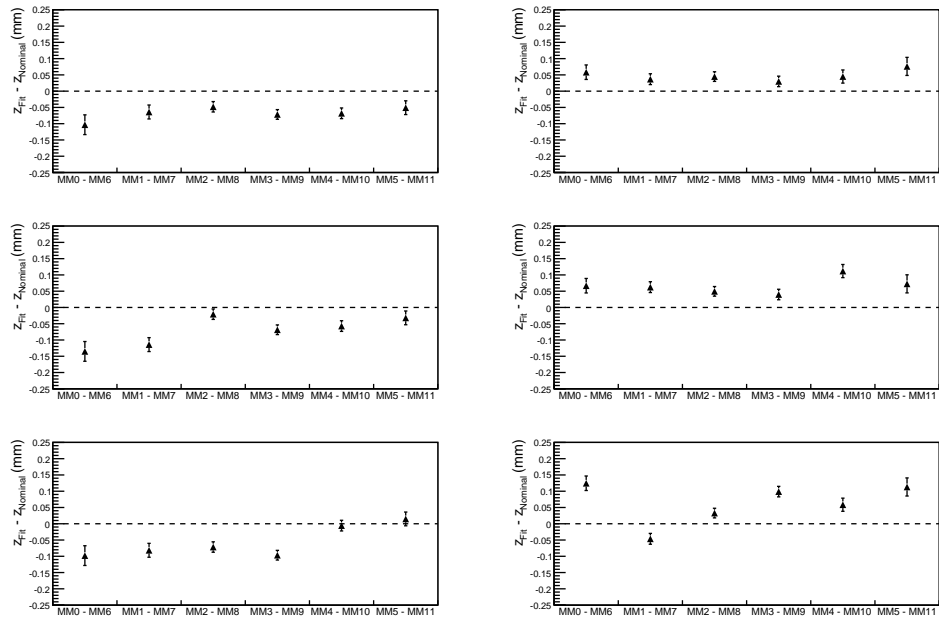 0.25 0.2 0.15 0.1 0.05 0 -0.05 -0.1 -0.15 -0.2 -0.25
z_Fit - z_Nominal (mm)
MM0 - MM6 MM1 - MM7 MM2 - MM8 MM3 - MM9 MM4 - MM10 MM5 - MM11
0.25 0.2 0.15 0.1 0.05 0 -0.05 -0.1 -0.15 -0.2 -0.25
z_Fit - z_Nominal (mm)
MM0 - MM6 MM1 - MM7 MM2 - MM8 MM3 - MM9 MM4 - MM10 MM5 - MM11
0.25 0.2 0.15 0.1 0.05 0 -0.05 -0.1 -0.15 -0.2 -0.25
z_Fit - z_Nominal (mm)
MM0 - MM6 MM1 - MM7 MM2 - MM8 MM3 - MM9 MM4 - MM10 MM5 - MM11
0.25 0.2 0.15 0.1 0.05 0 -0.05 -0.1 -0.15 -0.2 -0.25
z_Fit - z_Nominal (mm)
MM0 - MM6 MM1 - MM7 MM2 - MM8 MM3 - MM9 MM4 - MM10 MM5 - MM11
0.25 0.2 0.15 0.1 0.05 0 -0.05 -0.1 -0.15 -0.2 -0.25
z_Fit - z_Nominal (mm)
MM0 - MM6 MM1 - MM7 MM2 - MM8 MM3 - MM9 MM4 - MM10 MM5 - MM11
0.25 0.2 0.15 0.1 0.05 0 -0.05 -0.1 -0.15 -0.2 -0.25
z_Fit - z_Nominal (mm)
MM0 - MM6 MM1 - MM7 MM2 - MM8 MM3 - MM9 MM4 - MM10 MM5 - MM11